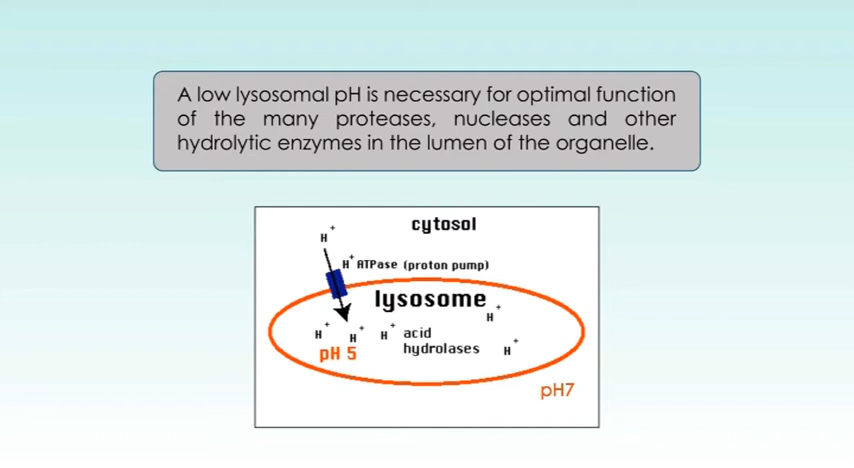 A low lysosomal pH is necessary for optimal function
of the many proteases, nucleases and other
hydrolytic enzymes in the lumen of the organelle.
cytosol
H+
H+ ATPase (proton pump)
lysosome
H+
H+ H+ H+ acid
hydrolases H+
pH 5
pH7